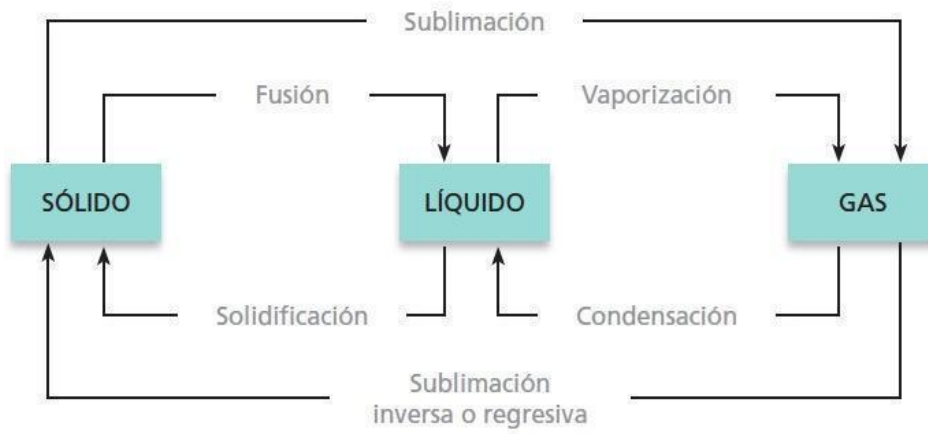 Sublimación
Fusión
Vaporización
SÓLIDO
LÍQUIDO
GAS
Solidificación
Condensación
Sublimación
inversa o regresiva